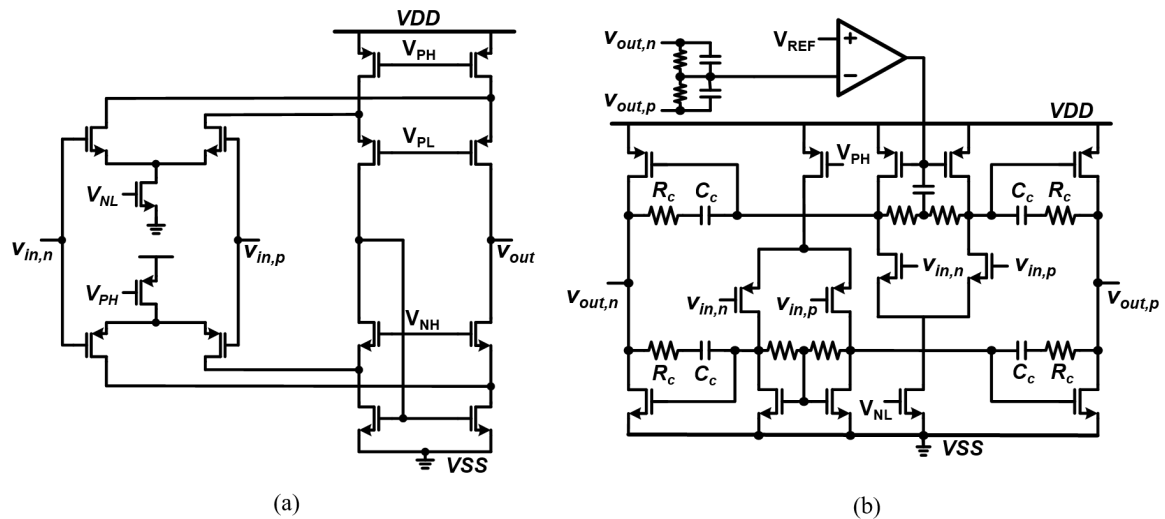 VDD
V_PH
V_PL
V_NL
v_in,n
v_in,p
v_out
V_PH
V_NH
VSS
(a)
v_out,n
v_out,p
V_REF
+
−
VDD
V_PH
R_c
C_c
C_c
R_c
v_in,n
v_in,p
v_in,n
v_in,p
v_out,n
v_out,p
R_c
C_c
C_c
R_c
V_NL
VSS
(b)